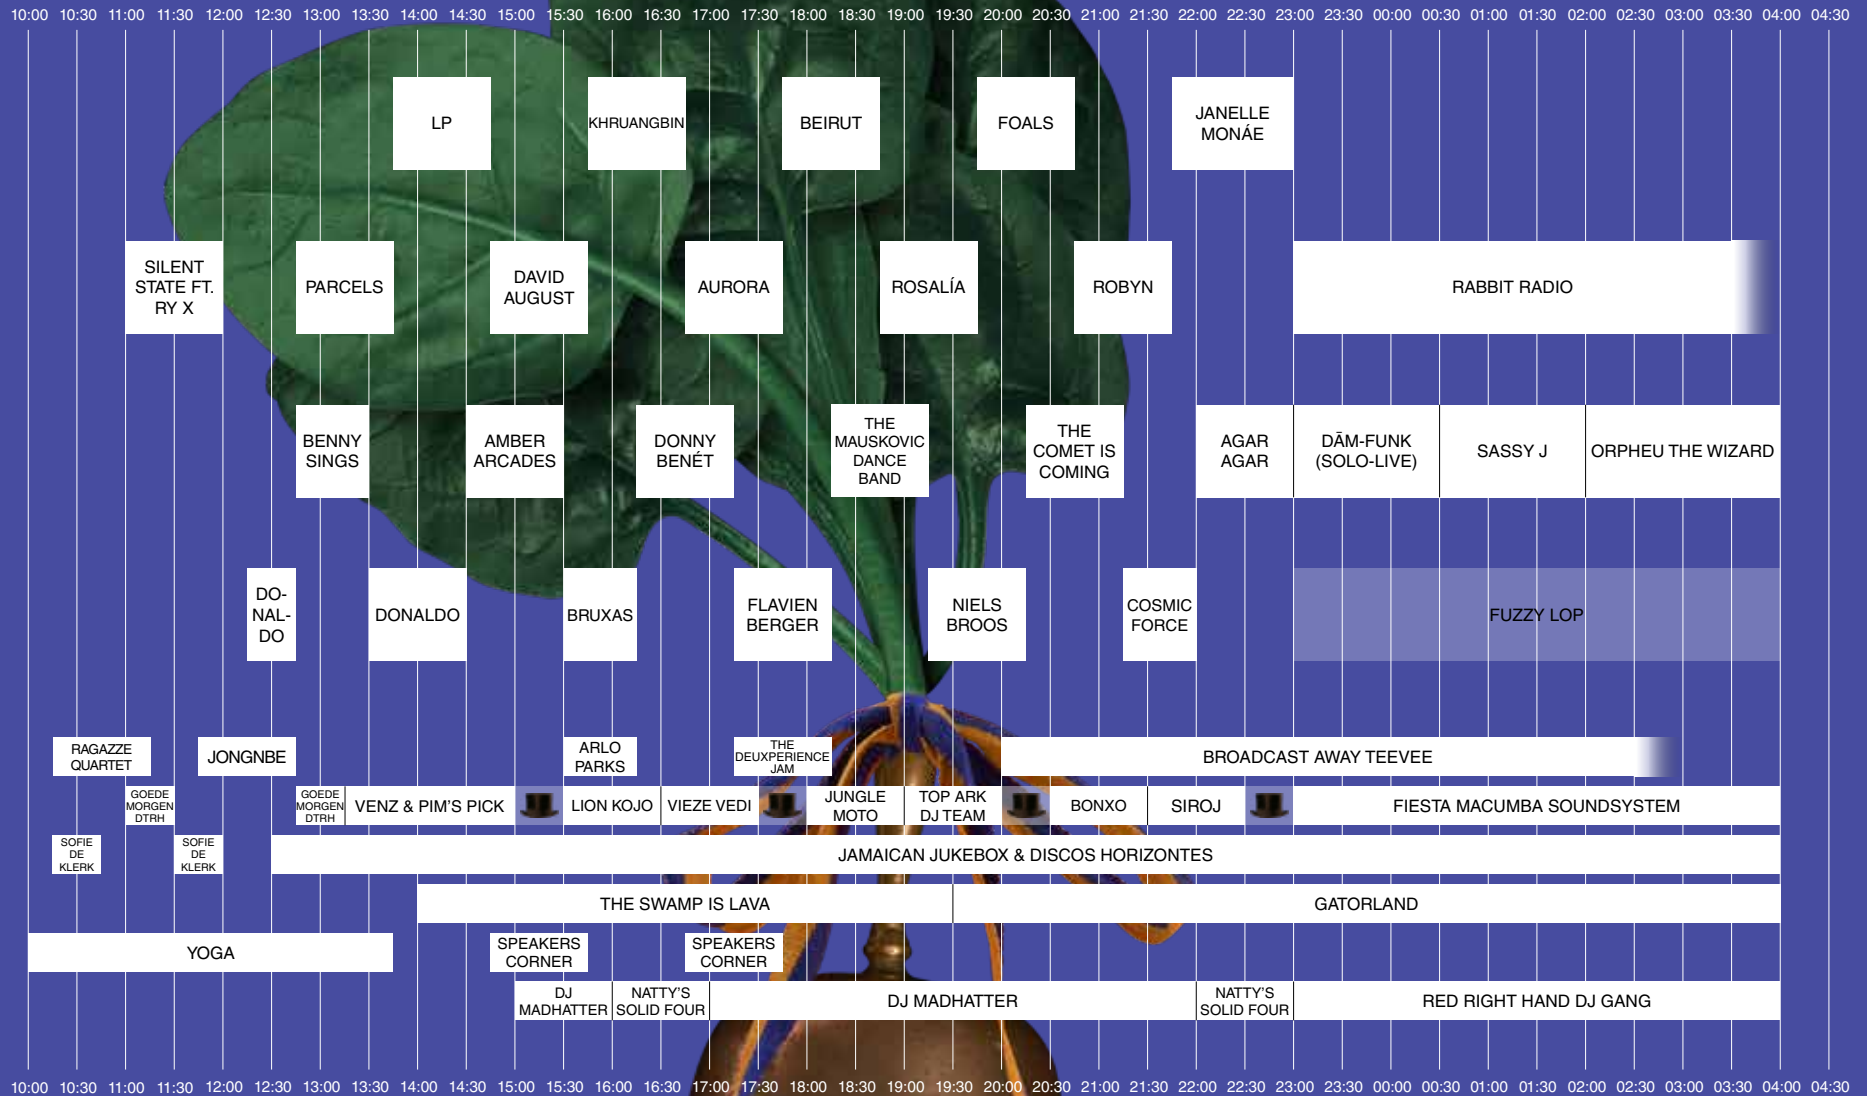 10:00 10:30 11:00 11:30 12:00 12:30 13:00 13:30 14:00 14:30 15:00 15:30 16:00 16:30 17:00 17:30 18:00 18:30 19:00 19:30 20:00 20:30 21:00 21:30 22:00 22:30 23:00 23:30 00:00 00:30 01:00 01:30 02:00 02:30 03:00 03:30 04:00 04:30
LP
KHRUANGBIN
BEIRUT
FOALS
JANELLE
MONÁE
SILENT
STATE FT.
RY X
PARCELS
DAVID
AUGUST
AURORA
ROSALÍA
ROBYN
RABBIT RADIO
BENNY
SINGS
AMBER
ARCADES
DONNY
BENÉT
THE
MAUSKOVIC
DANCE
BAND
THE
COMET IS
COMING
AGAR
AGAR
DĀM-FUNK
(SOLO-LIVE)
SASSY J
ORPHEU THE WIZARD
DO-
NAL-
DO
DONALDO
BRUXAS
FLAVIEN
BERGER
NIELS
BROOS
COSMIC
FORCE
FUZZY LOP
RAGAZZE
QUARTET
JONGNBE
ARLO
PARKS
THE
DEUXPERIENCE
JAM
BROADCAST AWAY TEEVEE
GOEDE
MORGEN
DTRH
GOEDE
MORGEN
DTRH
VENZ & PIM'S PICK
LION KOJO
VIEZE VEDI
JUNGLE
MOTO
TOP ARK
DJ TEAM
BONXO
SIROJ
FIESTA MACUMBA SOUNDSYSTEM
SOFIE
DE
KLERK
SOFIE
DE
KLERK
JAMAICAN JUKEBOX & DISCOS HORIZONTES
THE SWAMP IS LAVA
GATORLAND
YOGA
SPEAKERS
CORNER
SPEAKERS
CORNER
DJ
MADHATTER
NATTY'S
SOLID FOUR
DJ MADHATTER
NATTY'S
SOLID FOUR
RED RIGHT HAND DJ GANG
10:00 10:30 11:00 11:30 12:00 12:30 13:00 13:30 14:00 14:30 15:00 15:30 16:00 16:30 17:00 17:30 18:00 18:30 19:00 19:30 20:00 20:30 21:00 21:30 22:00 22:30 23:00 23:30 00:00 00:30 01:00 01:30 02:00 02:30 03:00 03:30 04:00 04:30